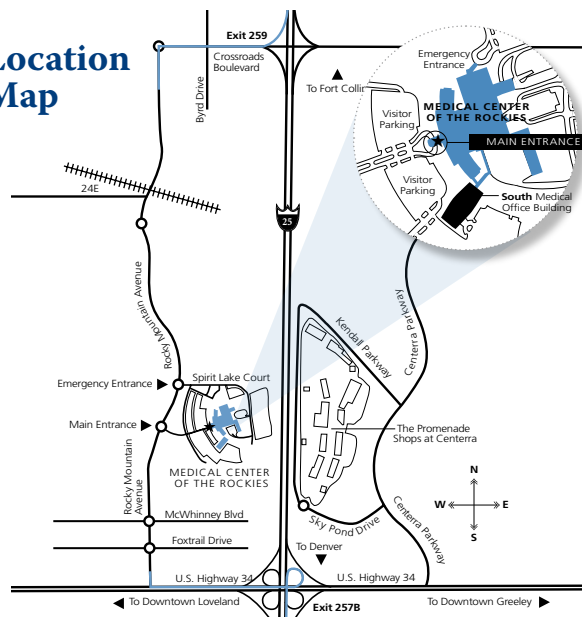 Location
Map
Exit 259
Crossroads
Boulevard
Byrd Drive
To Fort Collin
Emergency
Entrance
Visitor
Parking
MEDICAL CENTER
OF THE ROCKIES
MAIN ENTRANCE
Visitor
Parking
South Medical
Office Building
24E
25
Rocky Mountain Avenue
Kendall Parkway
Centerra Parkway
Emergency Entrance
Spirit Lake Court
Main Entrance
The Promenade
Shops at Centerra
MEDICAL CENTER
OF THE ROCKIES
Rocky Mountain
Avenue
N
W
E
S
McWhinney Blvd
Sky Pond Drive
Centerra Parkway
Foxtrail Drive
To Denver
U.S. Highway 34
U.S. Highway 34
To Downtown Loveland
Exit 257B
To Downtown Greeley